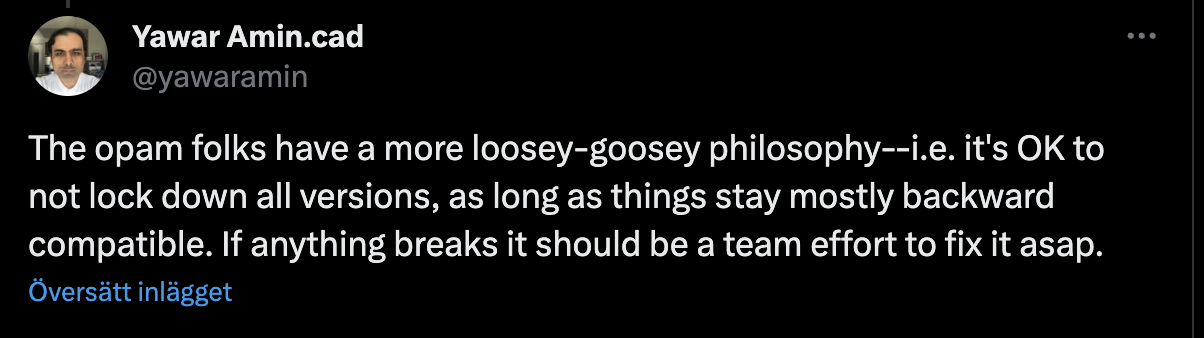 Yawar Amin.cad
@yawaramin
The opam folks have a more loosey-goosey philosophy--i.e. it's OK to
not lock down all versions, as long as things stay mostly backward
compatible. If anything breaks it should be a team effort to fix it asap.
Översätt inlägget